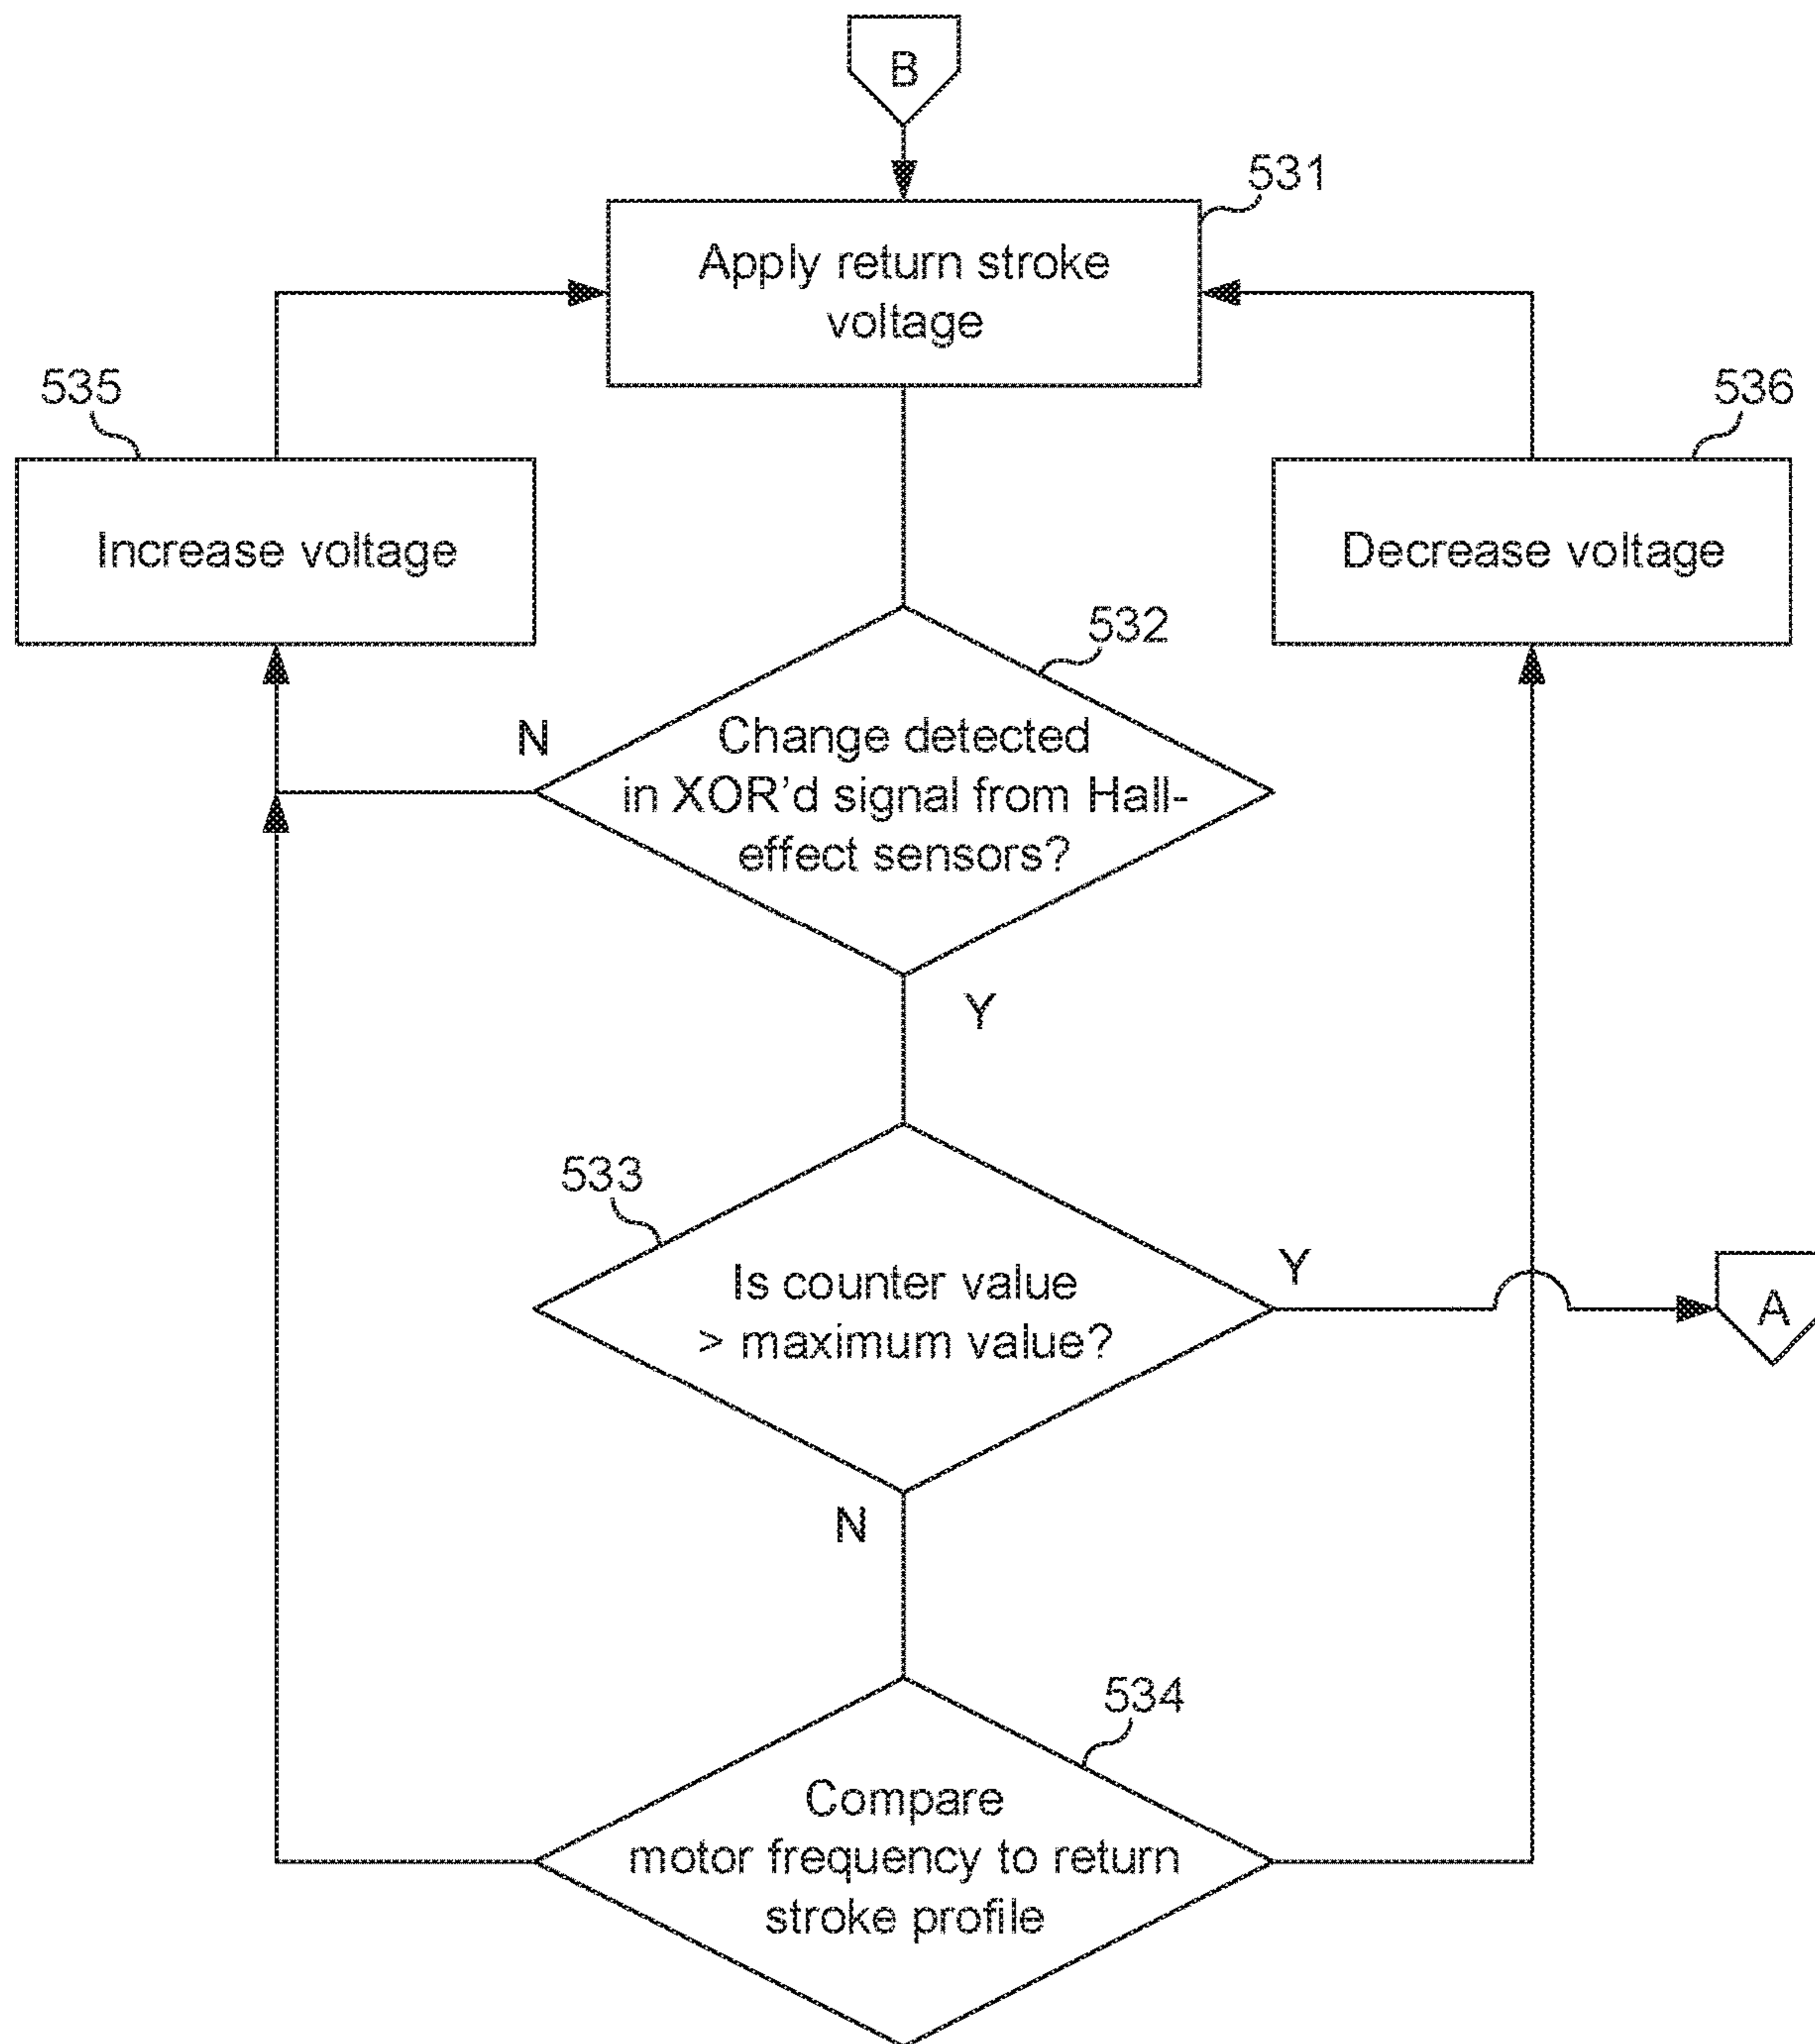 B
531
Apply return stroke
voltage
535
536
Increase voltage
Decrease voltage
532
N
Change detected
in XOR'd signal from Hall-
effect sensors?
Y
533
Y
Is counter value
> maximum value?
A
N
534
Compare
motor frequency to return
stroke profile